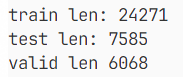 train len: 24271
test len: 7585
valid len 6068